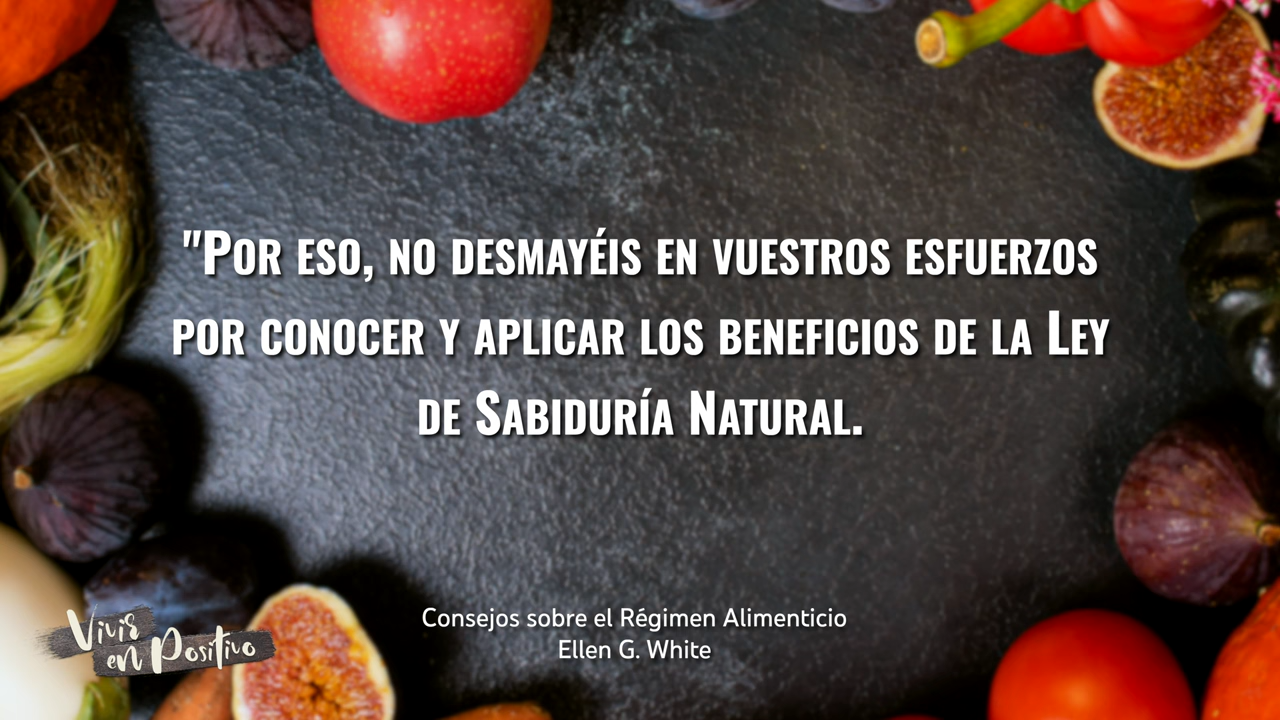 "Por eso, no desmayéis en vuestros esfuerzos
por conocer y aplicar los beneficios de la Ley
de Sabiduría Natural.
Consejos sobre el Régimen Alimenticio
Ellen G. White
Vivir
en Positivo